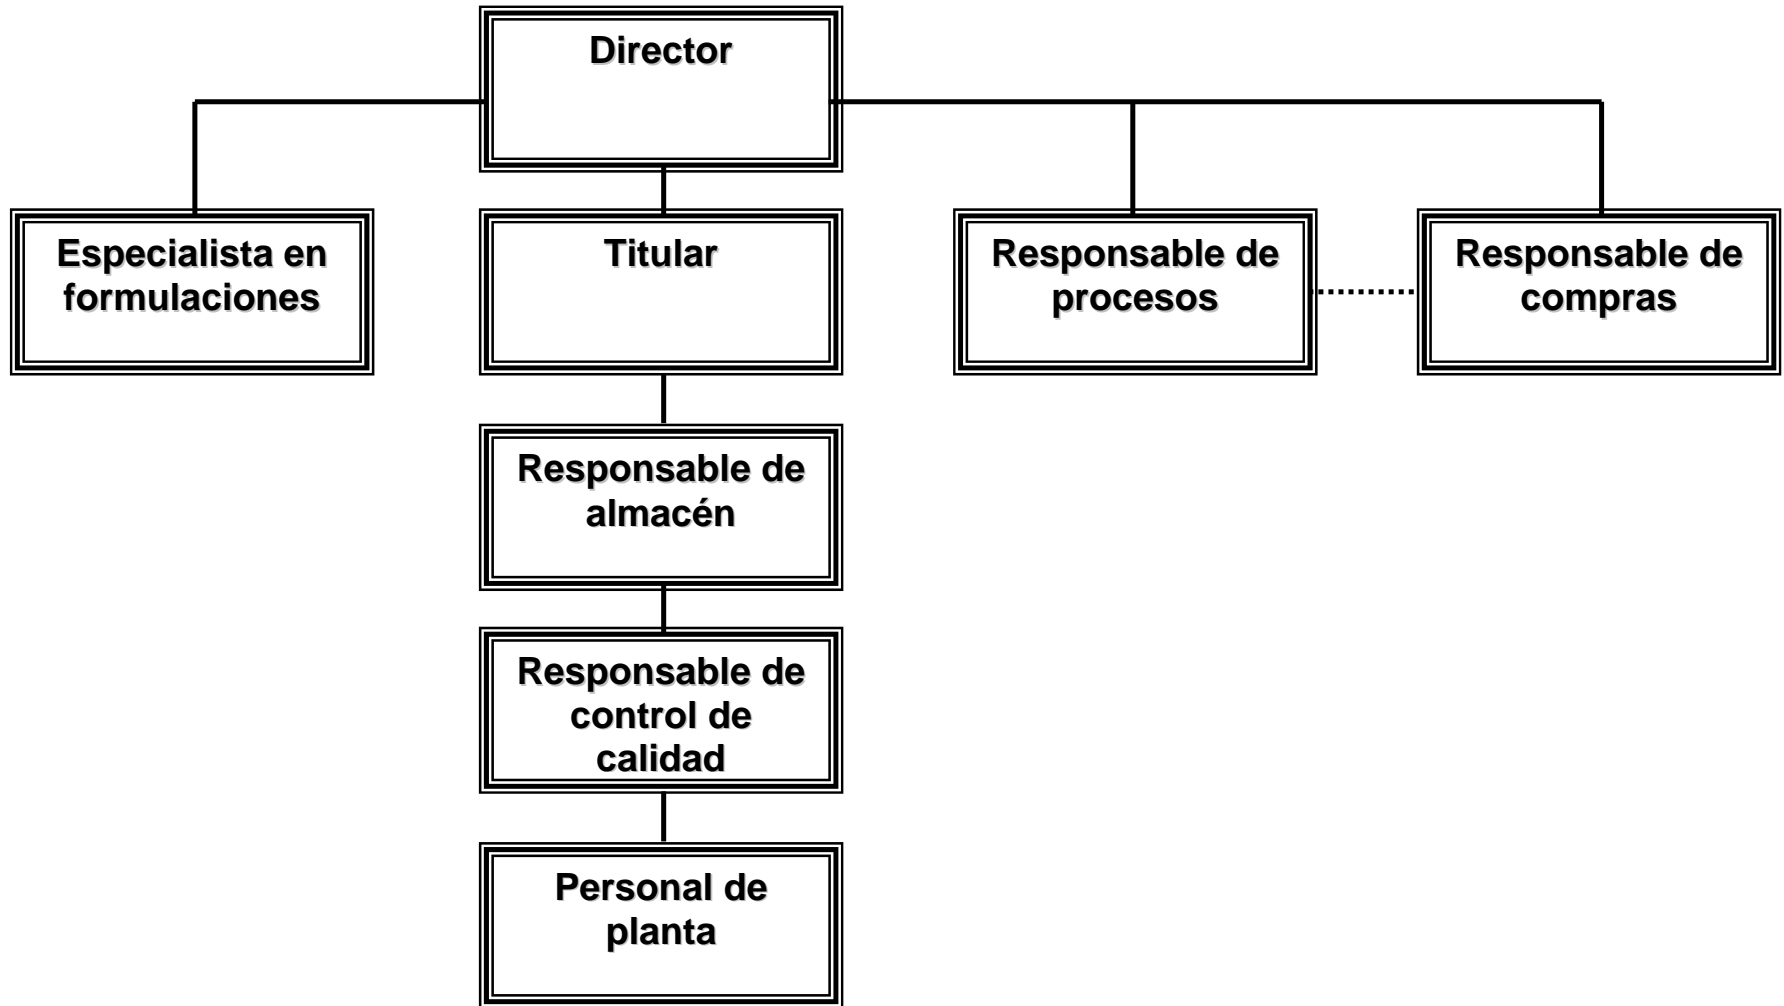 Director
Especialista en
formulaciones
Titular
Responsable de
procesos
Responsable de
compras
Responsable de
almacén
Responsable de
control de
calidad
Personal de
planta